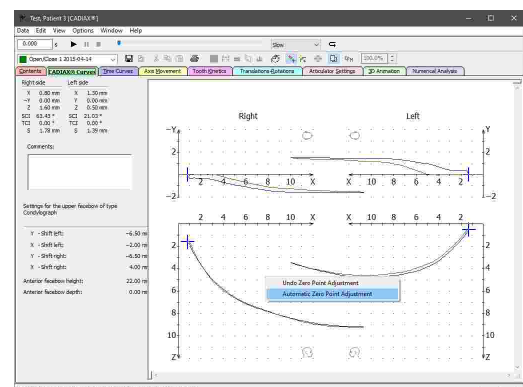 Test, Patient 3 [CADIAX®]
Data Edit View Options Window Help
0.000 s Slow
Open/Close 1 2015-04-14 100.0%
Contents CADIAX® Curves Time Curves Axis Movement Tooth Kinetics Translations-Rotations Articulator Settings 3D Animation Numerical Analysis
Right side Left side
X 0.80 mm X 1.30 mm
-Y 0.00 mm Y 0.00 mm
Z 1.60 mm Z 0.50 mm
SCI 63.43 ° SCI 21.03 °
TCI 0.00 ° TCI 0.00 °
S 1.78 mm S 1.39 mm
Comments:
Settings for the upper facebow of type
Condylograph
Y - Shift left: -6.50 m
X - Shift left: -2.00 m
Y - Shift right: -6.50 m
X - Shift right: 4.00 m
Anterior facebow height: 22.00 m
Anterior facebow depth: 0.00 m
Right Left
-Y Y
2 2
2 4 6 8 10 X X 10 8 6 4 2
-2 -2
2 4 6 8 10 X X 10 8 6 4 2
2 2
4 4
6 6
8 8
10 10
Z Z
Undo Zero Point Adjustment
Automatic Zero Point Adjustment